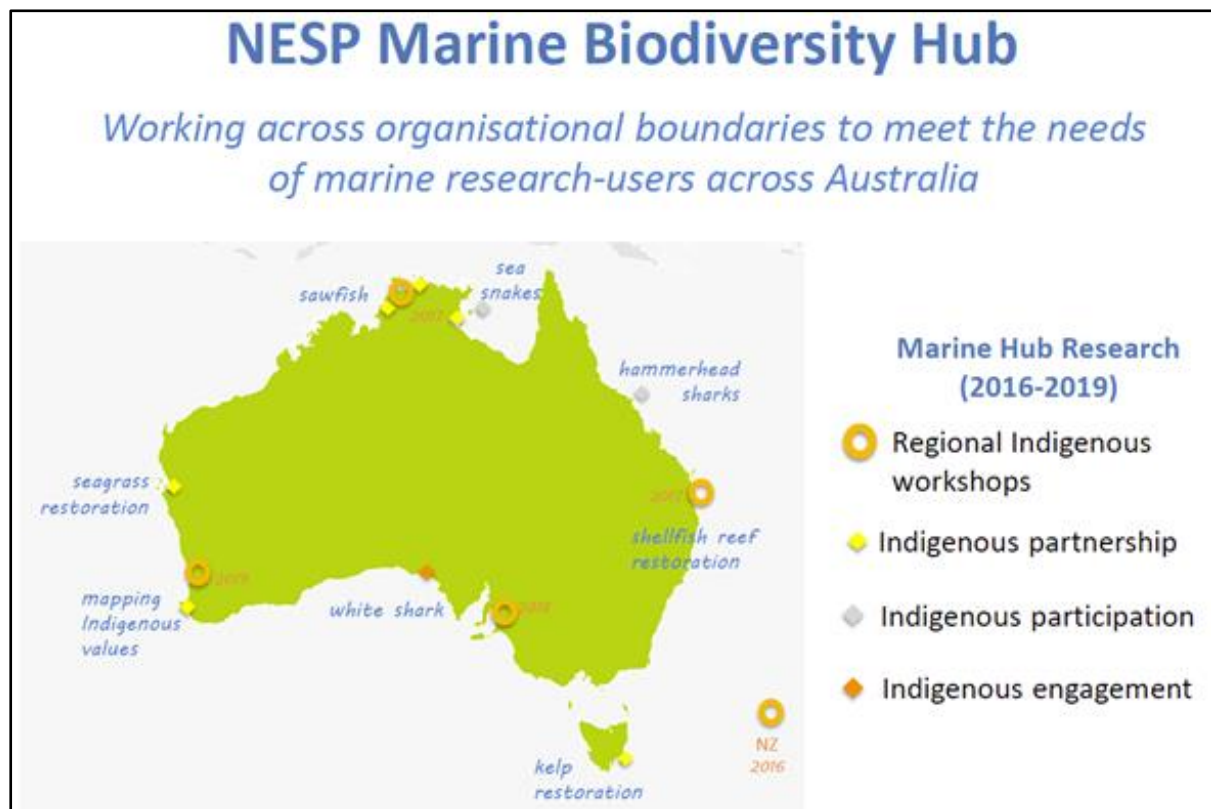 NESP Marine Biodiversity Hub
Working across organisational boundaries to meet the needs
of marine research-users across Australia
sea
snakes
sawfish
2017
hammerhead
sharks
seagrass
restoration
2017
shellfish reef
restoration
mapping
Indigenous
values
white shark
NZ
2016
kelp
restoration
Marine Hub Research
(2016-2019)
Regional Indigenous
workshops
Indigenous partnership
Indigenous participation
Indigenous engagement